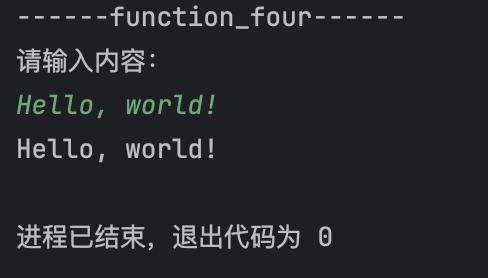 ------function_four------
请输入内容：
Hello, world!
Hello, world!
进程已结束，退出代码为 0